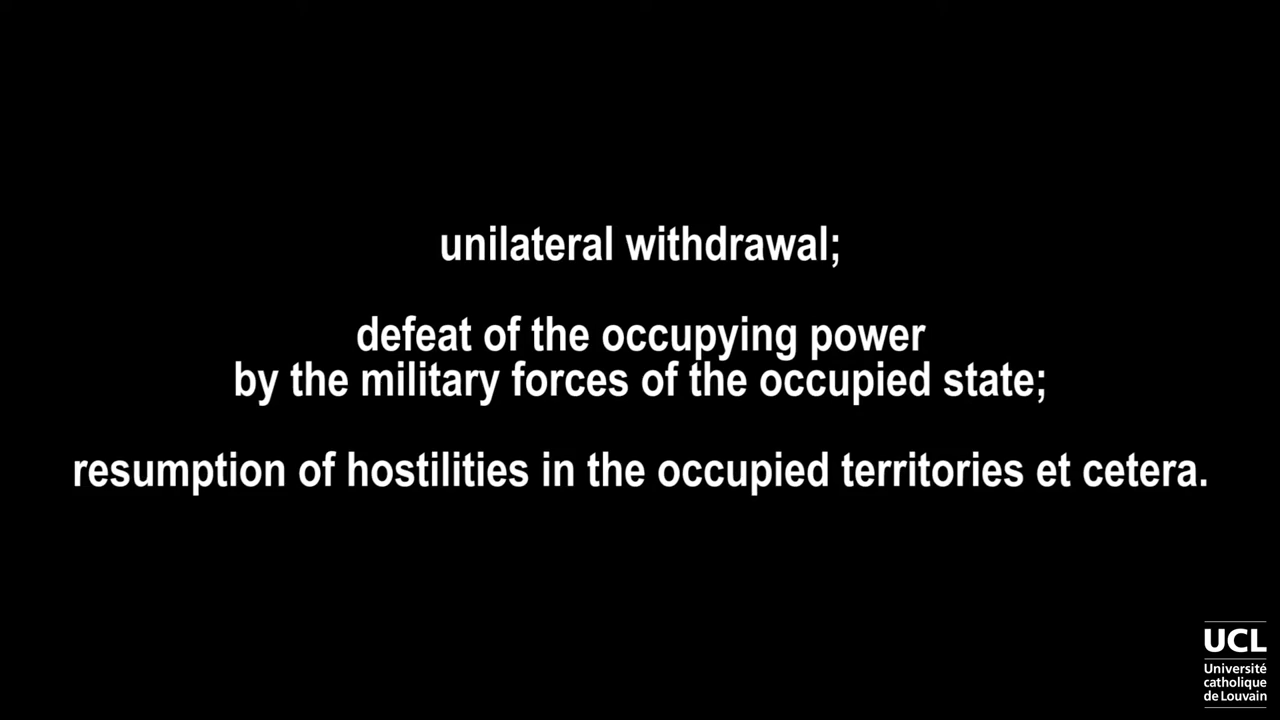 unilateral withdrawal;
defeat of the occupying power
by the military forces of the occupied state;
resumption of hostilities in the occupied territories et cetera.
UCL
Université
catholique
de Louvain